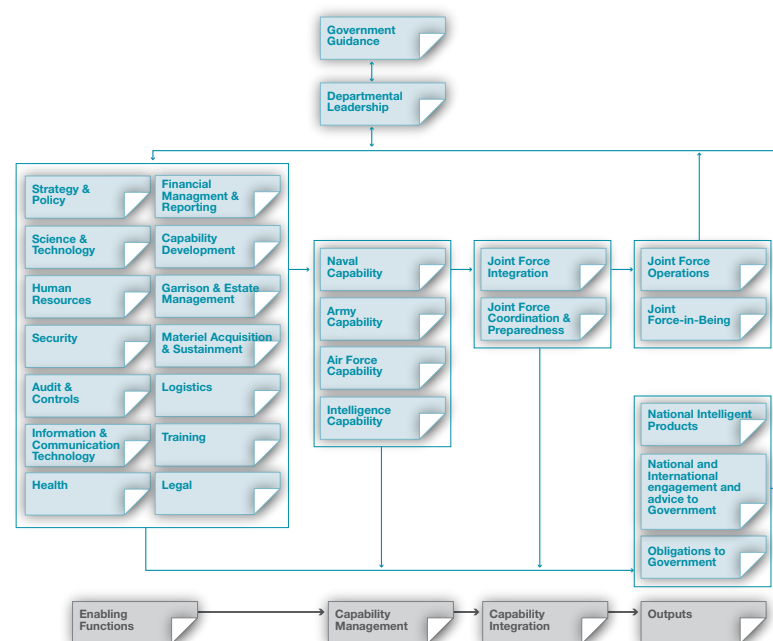 Government
Guidance
Departmental
Leadership
Strategy &
Policy
Financial
Managment &
Reporting
Science &
Technology
Capability
Development
Human
Resources
Garrison & Estate
Management
Security
Materiel Acquisition
& Sustainment
Audit &
Controls
Logistics
Information &
Communication
Technology
Training
Health
Legal
Naval
Capability
Army
Capability
Air Force
Capability
Intelligence
Capability
Joint Force
Integration
Joint Force
Coordination &
Preparedness
Joint Force
Operations
Joint
Force-in-Being
National Intelligent
Products
National and
International
engagement and
advice to
Government
Obligations to
Government
Enabling
Functions
Capability
Management
Capability
Integration
Outputs